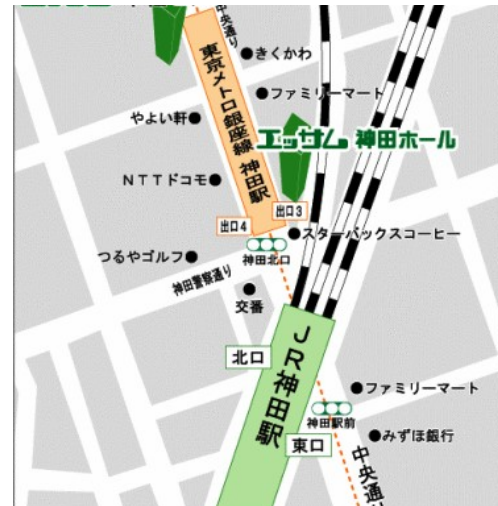 中央通り
きくかわ
東京メトロ銀座線 神田駅
ファミリーマート
やよい軒
エッサム 神田ホール
NTTドコモ
出口3
出口4
スターバックスコーヒー
神田北口
つるやゴルフ
神田警察通り
交番
JR神田駅
北口
ファミリーマート
神田駅前
みずほ銀行
東口
中央通り